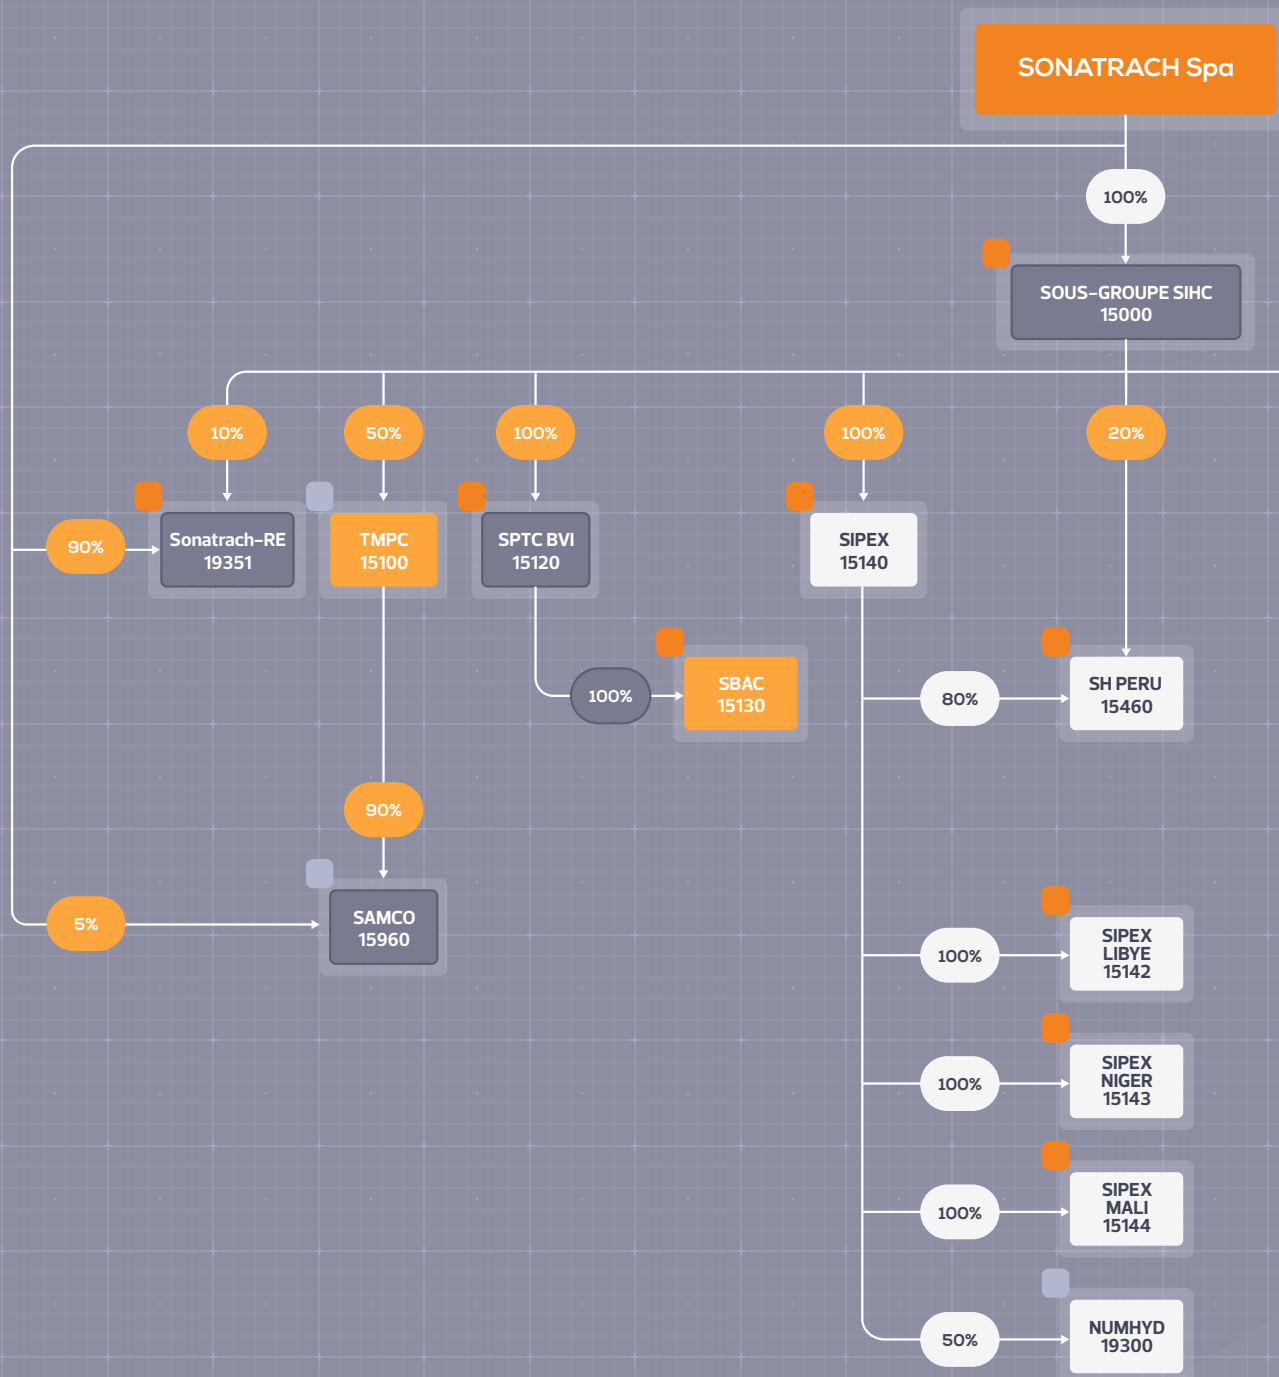 SONATRACH Spa
100%
SOUS-GROUPE SIHC
15000
10%
50%
100%
100%
20%
90%
Sonatrach-RE
19351
TMPC
15100
SPTC BVI
15120
SIPEX
15140
100%
SBAC
15130
80%
SH PERU
15460
90%
5%
SAMCO
15960
100%
SIPEX
LIBYE
15142
100%
SIPEX
NIGER
15143
100%
SIPEX
MALI
15144
50%
NUMHYD
19300